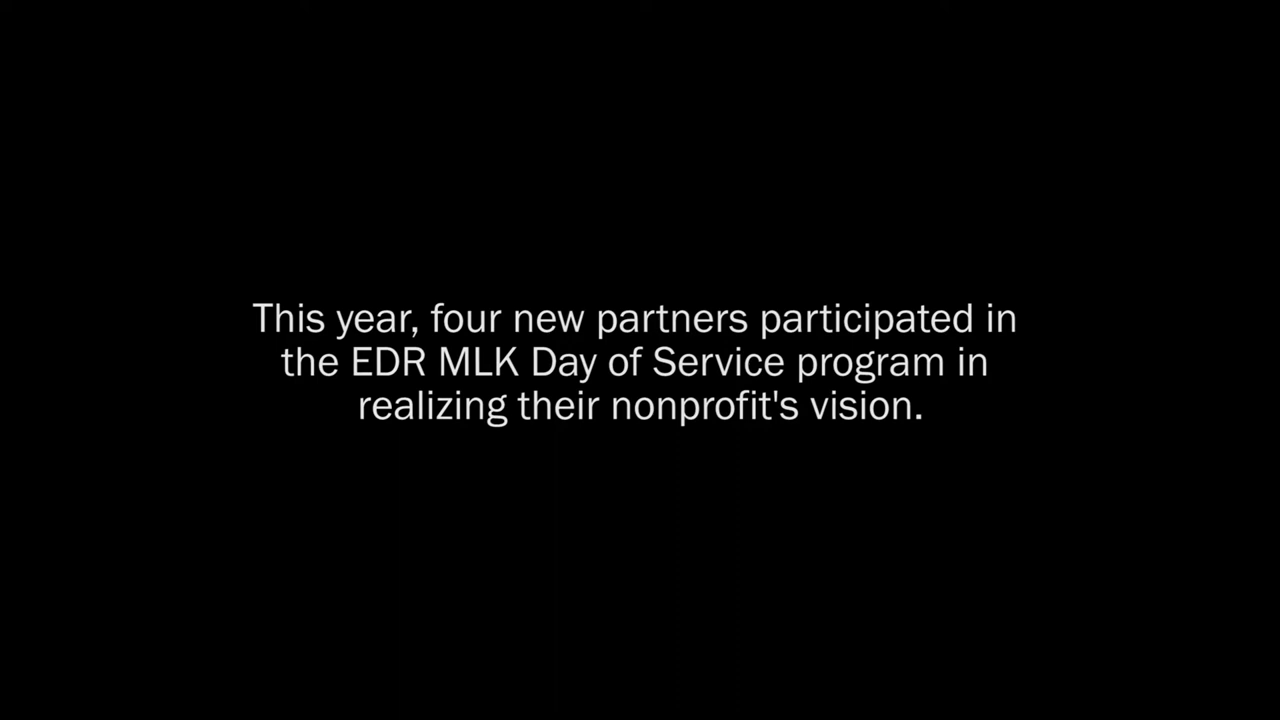 This year, four new partners participated in
the EDR MLK Day of Service program in
realizing their nonprofit's vision.